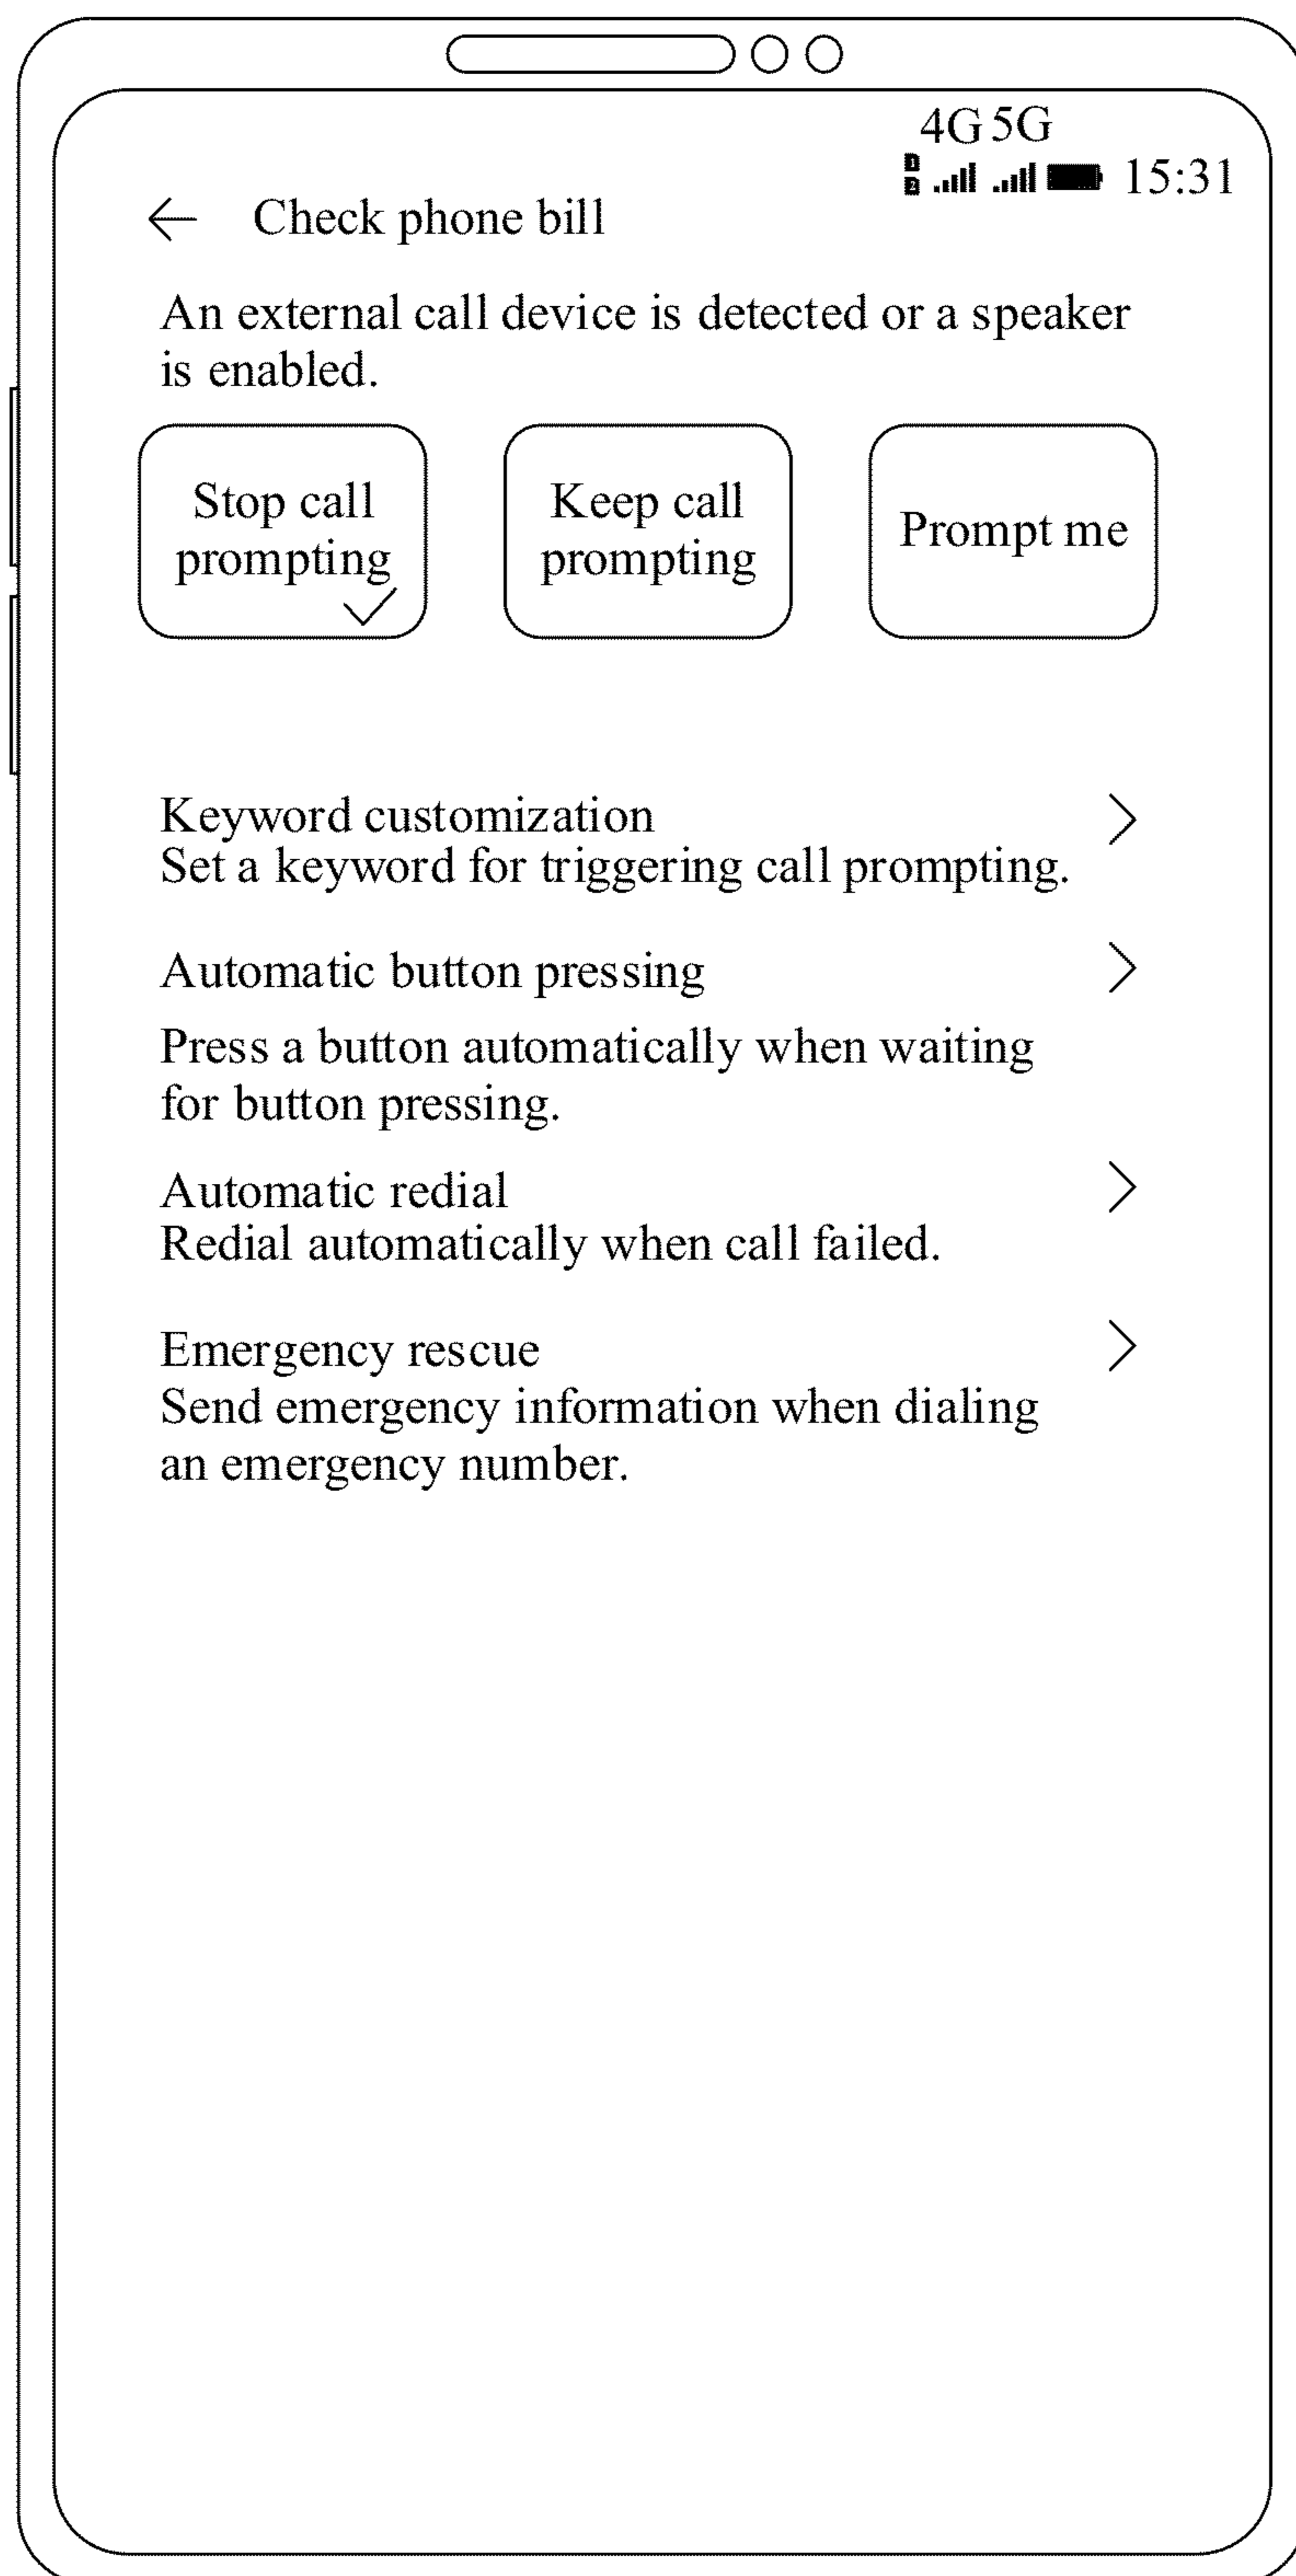 4G 5G
1
2
15:31
Check phone bill
An external call device is detected or a speaker
is enabled.
Stop call
prompting
Keep call
prompting
Prompt me
Keyword customization
Set a keyword for triggering call prompting.
Automatic button pressing
Press a button automatically when waiting
for button pressing.
Automatic redial
Redial automatically when call failed.
Emergency rescue
Send emergency information when dialing
an emergency number.